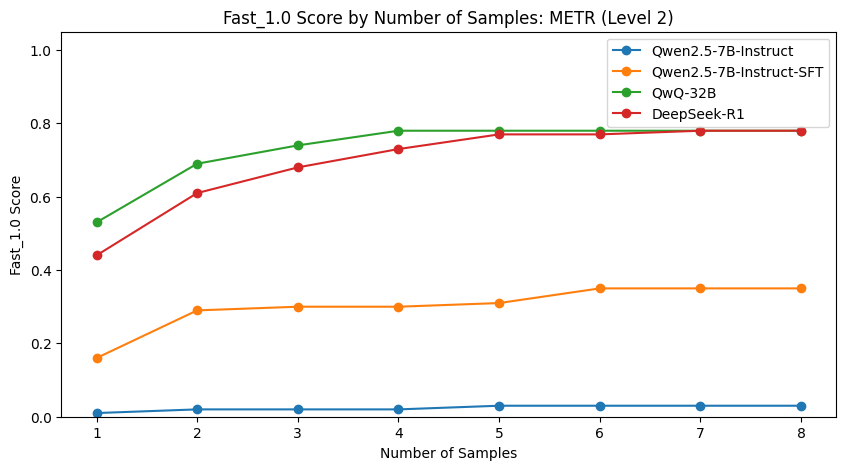 Fast_1.0 Score by Number of Samples: METR (Level 2)
Qwen2.5-7B-Instruct
Qwen2.5-7B-Instruct-SFT
QwQ-32B
DeepSeek-R1
Fast_1.0 Score
1.0
0.8
0.6
0.4
0.2
0.0
1 2 3 4 5 6 7 8
Number of Samples